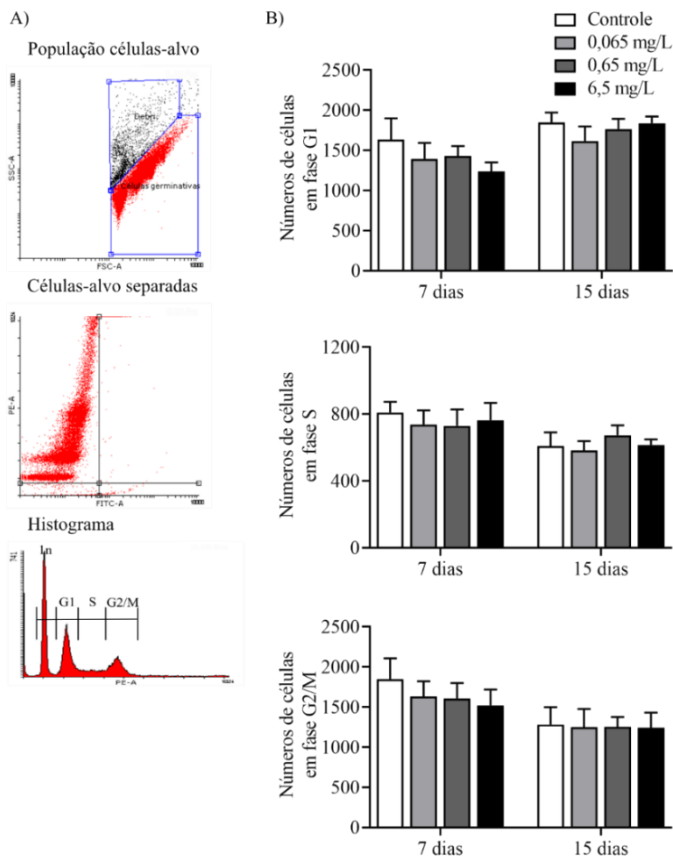 A)
População células-alvo
Debri
Células germinativas
SSC-A
FSC-A
Células-alvo separadas
PE-A
FITC-A
Histograma
741
1n
G1 S G2/M
PE-A
B)
Controle
0,065 mg/L
0,65 mg/L
6,5 mg/L
Números de células
em fase G1
2500
2000
1500
1000
500
0
7 dias 15 dias
Números de células
em fase S
1200
800
400
0
7 dias 15 dias
Números de células
em fase G2/M
2500
2000
1500
1000
500
0
7 dias 15 dias